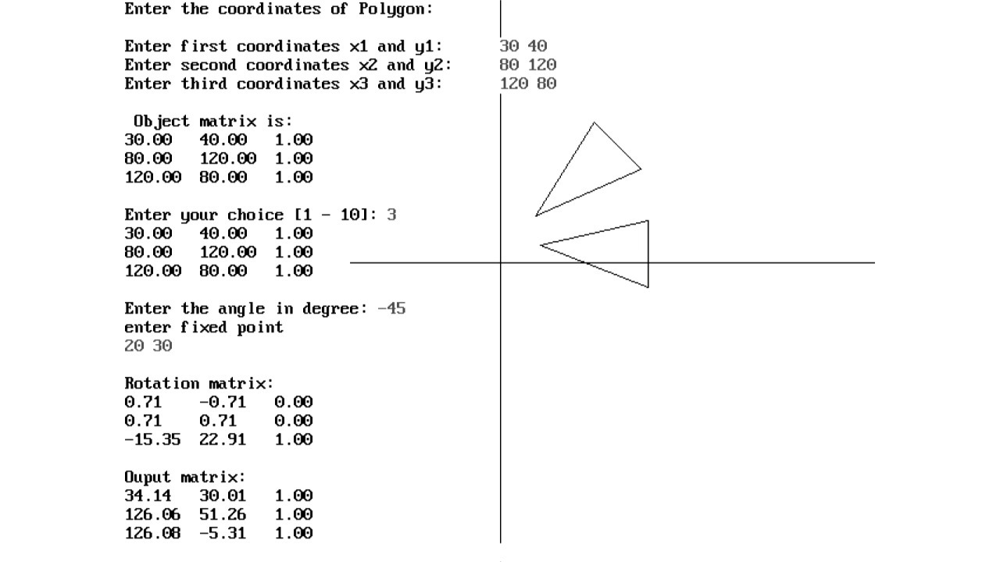 Enter the coordinates of Polygon:
Enter first coordinates x1 and y1: 30 40
Enter second coordinates x2 and y2: 80 120
Enter third coordinates x3 and y3: 120 80
Object matrix is:
30.00 40.00 1.00
80.00 120.00 1.00
120.00 80.00 1.00
Enter your choice [1 - 10]: 3
30.00 40.00 1.00
80.00 120.00 1.00
120.00 80.00 1.00
Enter the angle in degree: -45
enter fixed point
20 30
Rotation matrix:
0.71 -0.71 0.00
0.71 0.71 0.00
-15.35 22.91 1.00
Ouput matrix:
34.14 30.01 1.00
126.06 51.26 1.00
126.08 -5.31 1.00